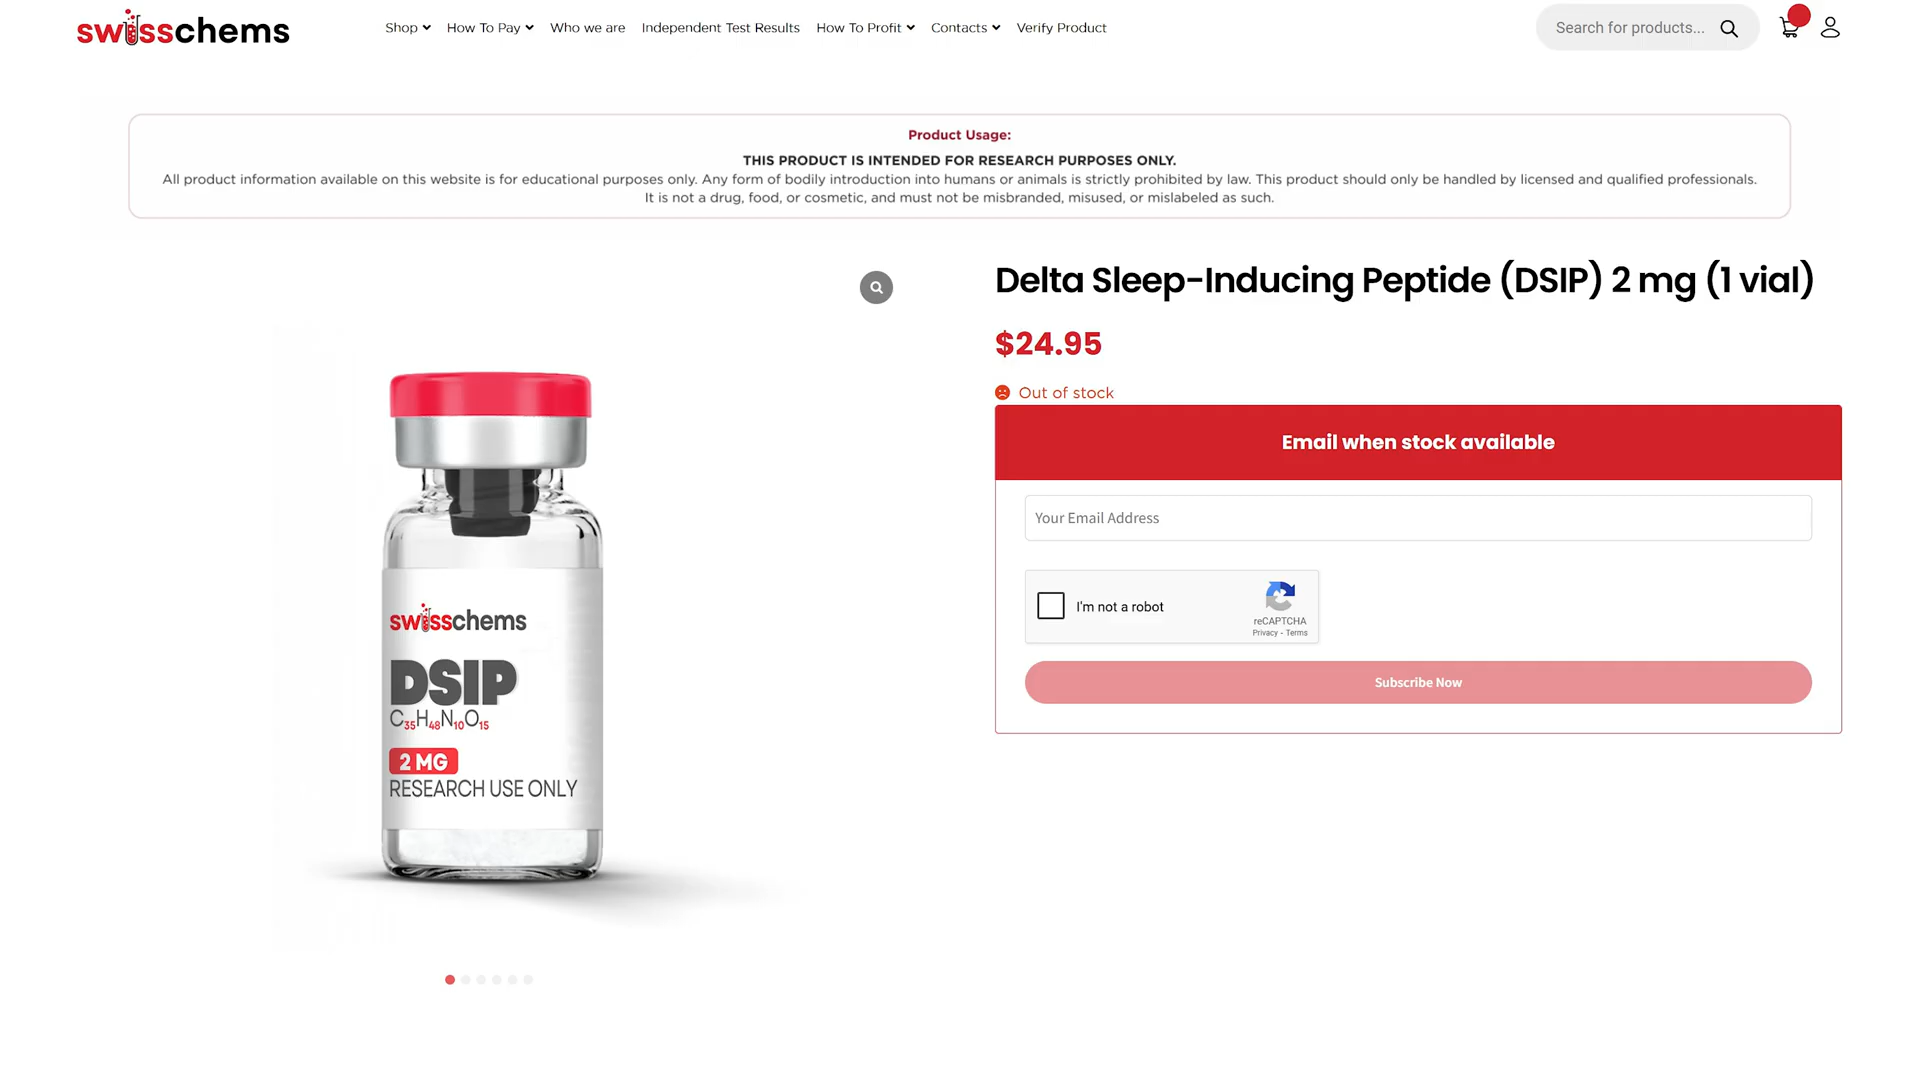 swisschems
Shop
How To Pay
Who we are
Independent Test Results
How To Profit
Contacts
Verify Product
Search for products...
Product Usage:
THIS PRODUCT IS INTENDED FOR RESEARCH PURPOSES ONLY.
All product information available on this website is for educational purposes only. Any form of bodily introduction into humans or animals is strictly prohibited by law. This product should only be handled by licensed and qualified professionals.
It is not a drug, food, or cosmetic, and must not be misbranded, misused, or mislabeled as such.
swisschems
DSIP
C35H48N10O15
2 MG
RESEARCH USE ONLY
Delta Sleep-Inducing Peptide (DSIP) 2 mg (1 vial)
$24.95
Out of stock
Email when stock available
Your Email Address
I'm not a robot
reCAPTCHA
Privacy - Terms
Subscribe Now